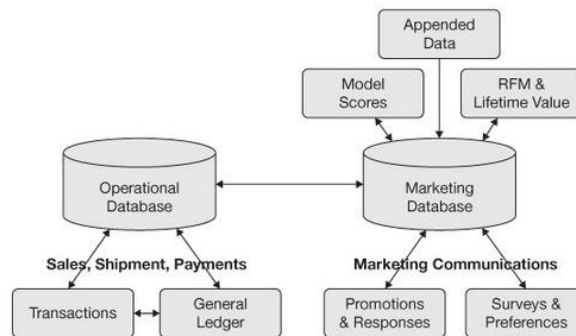 Appended
Data
Model
Scores
RFM &
Lifetime Value
Operational
Database
Marketing
Database
Sales, Shipment, Payments
Marketing Communications
Transactions
General
Ledger
Promotions
& Responses
Surveys &
Preferences